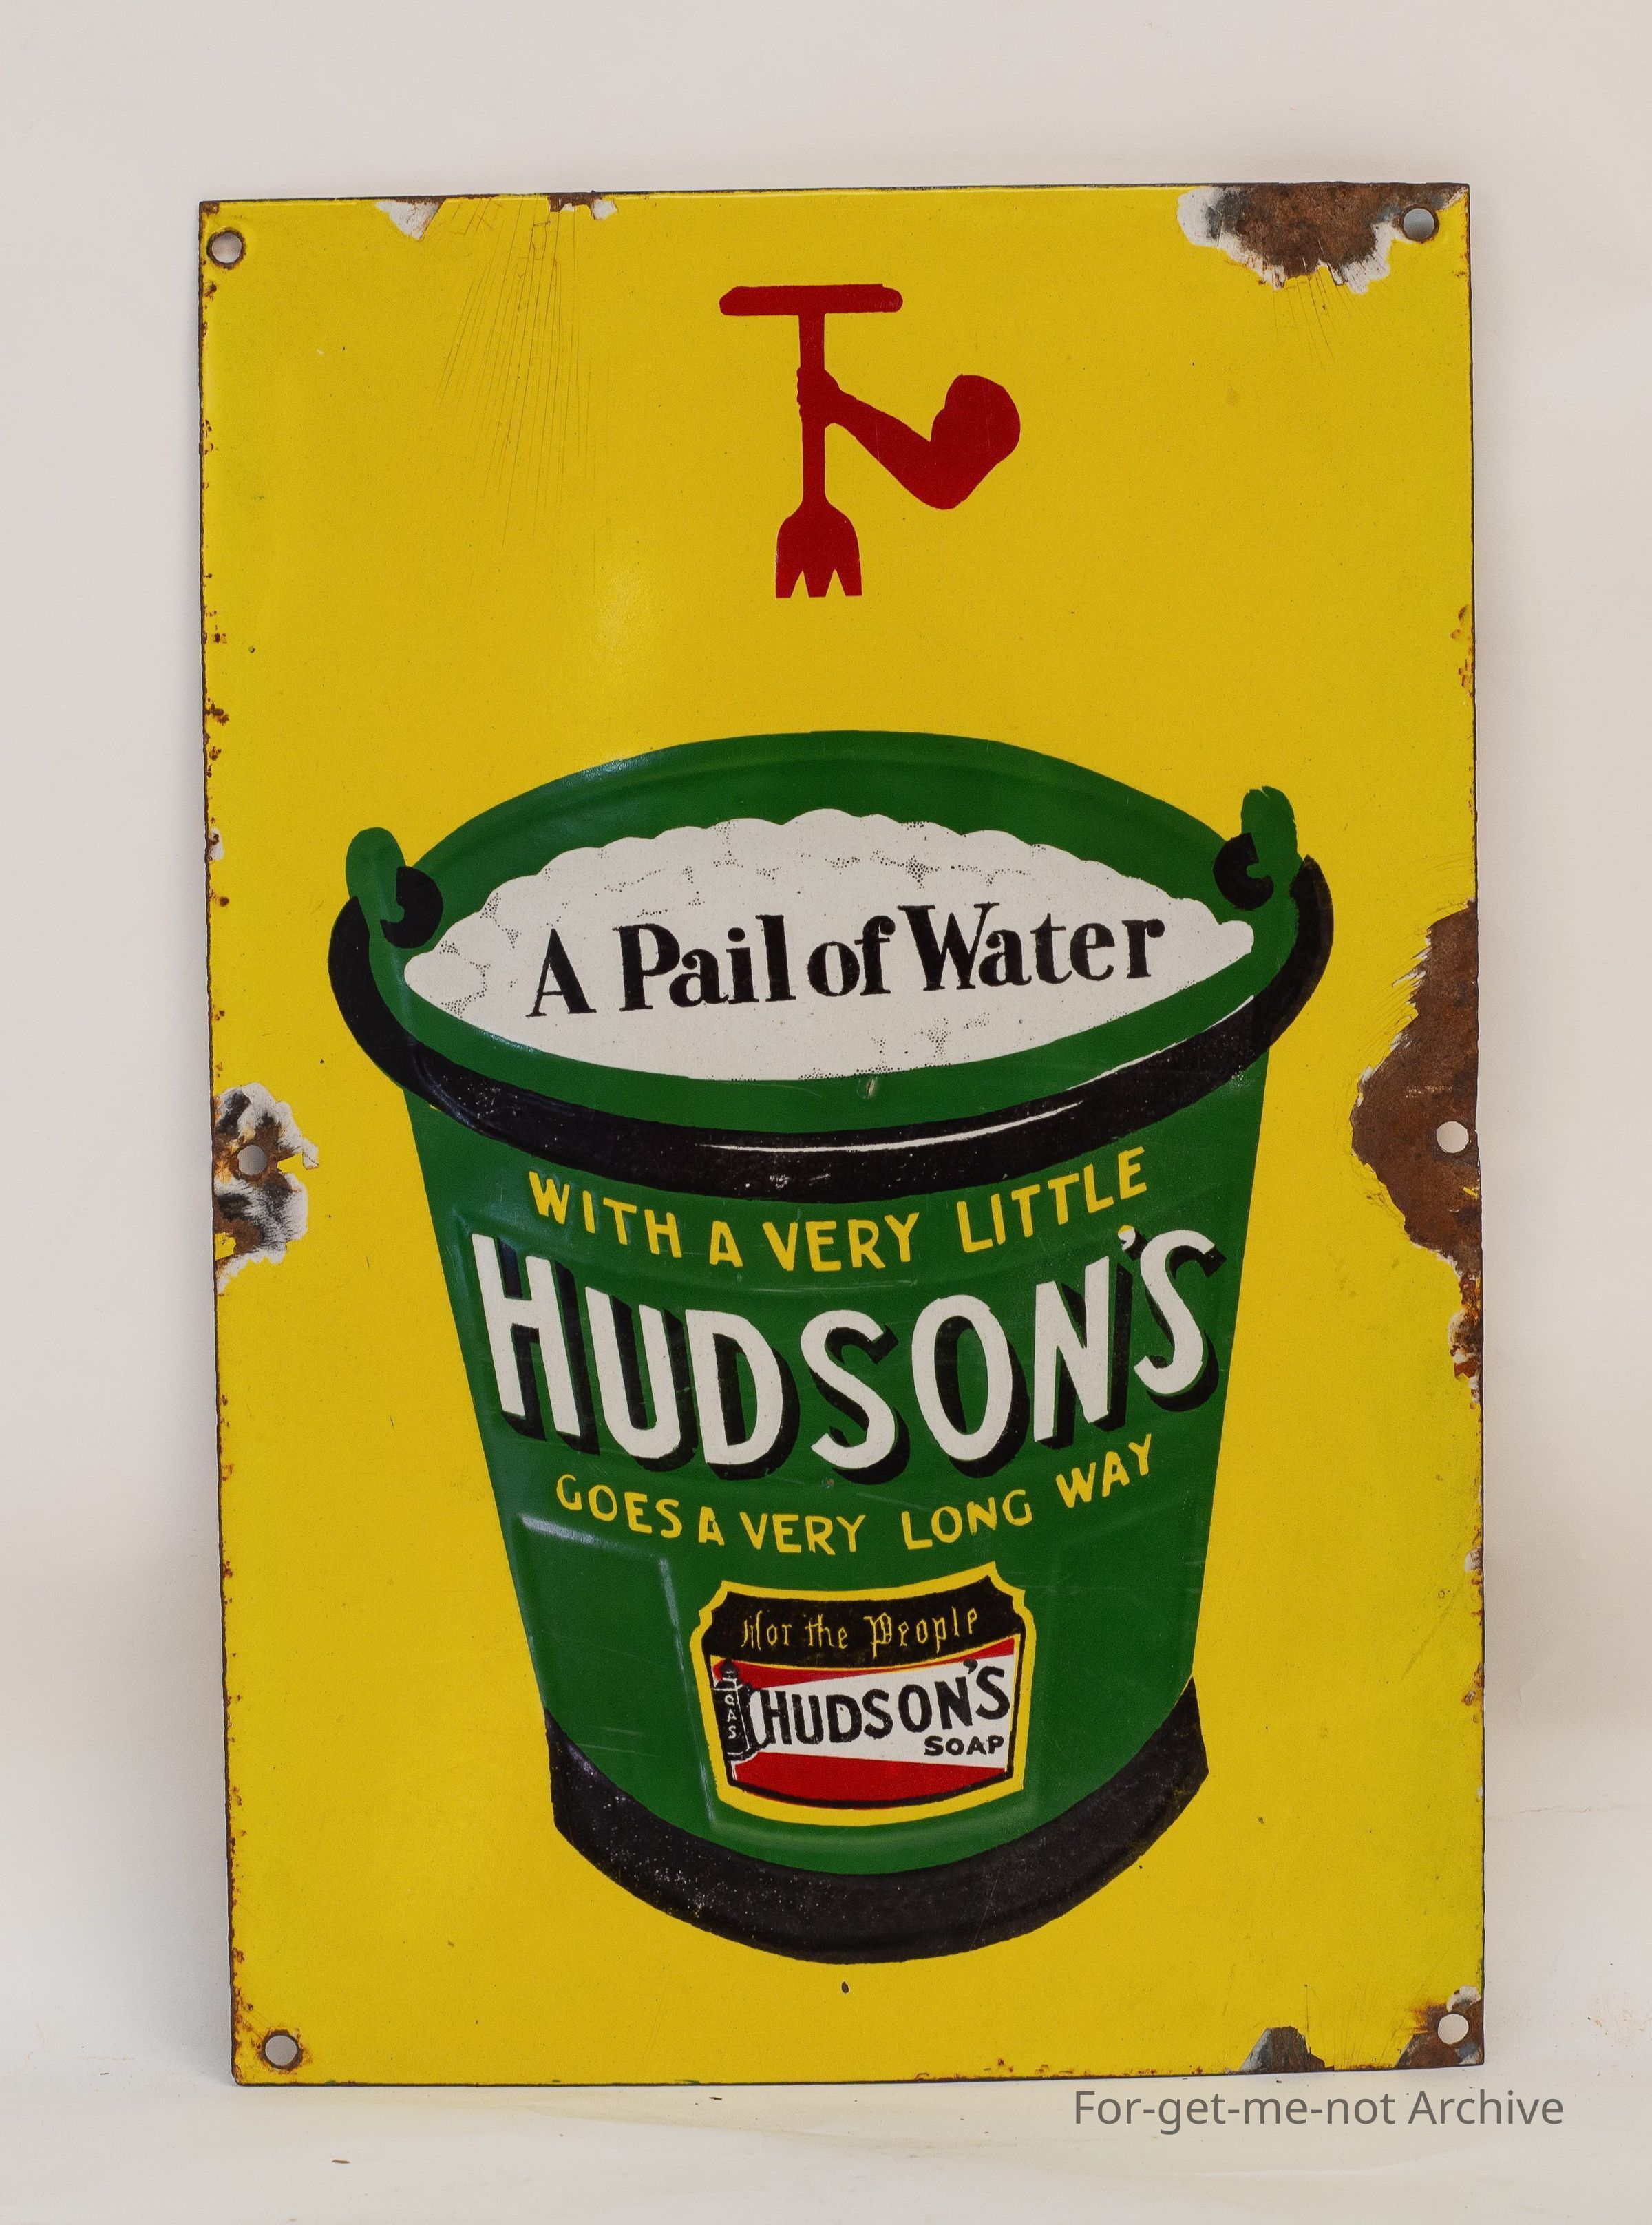 A Pail of Water
WITH A VERY LITTLE
HUDSON'S
GOES A VERY LONG WAY
For the People
HUDSON'S
SOAP
For-get-me-not Archive